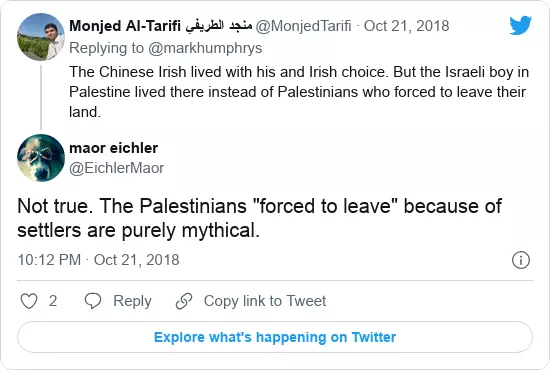 Monjed Al-Tarifi منجد الطريفي @MonjedTarifi · Oct 21, 2018
Replying to @markhumphrys
The Chinese Irish lived with his and Irish choice. But the Israeli boy in
Palestine lived there instead of Palestinians who forced to leave their
land.
maor eichler
@EichlerMaor
Not true. The Palestinians "forced to leave" because of
settlers are purely mythical.
10:12 PM · Oct 21, 2018
2 Reply Copy link to Tweet
Explore what's happening on Twitter